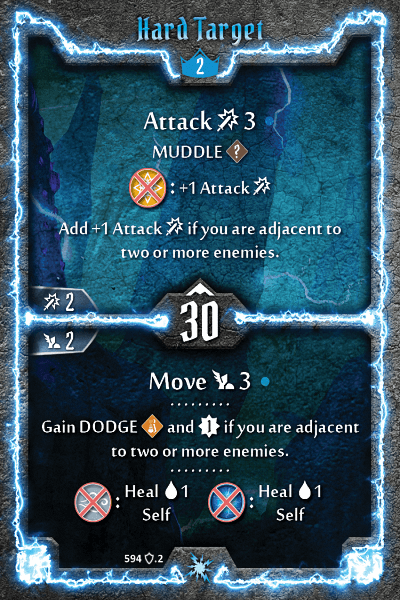 Hard Target
2
Attack 3
MUDDLE ?
: +1 Attack
Add +1 Attack if you are adjacent to
two or more enemies.
2
30
2
Move 3
Gain DODGE and 1 if you are adjacent
to two or more enemies.
: Heal 1 : Heal 1
Self Self
594 .2